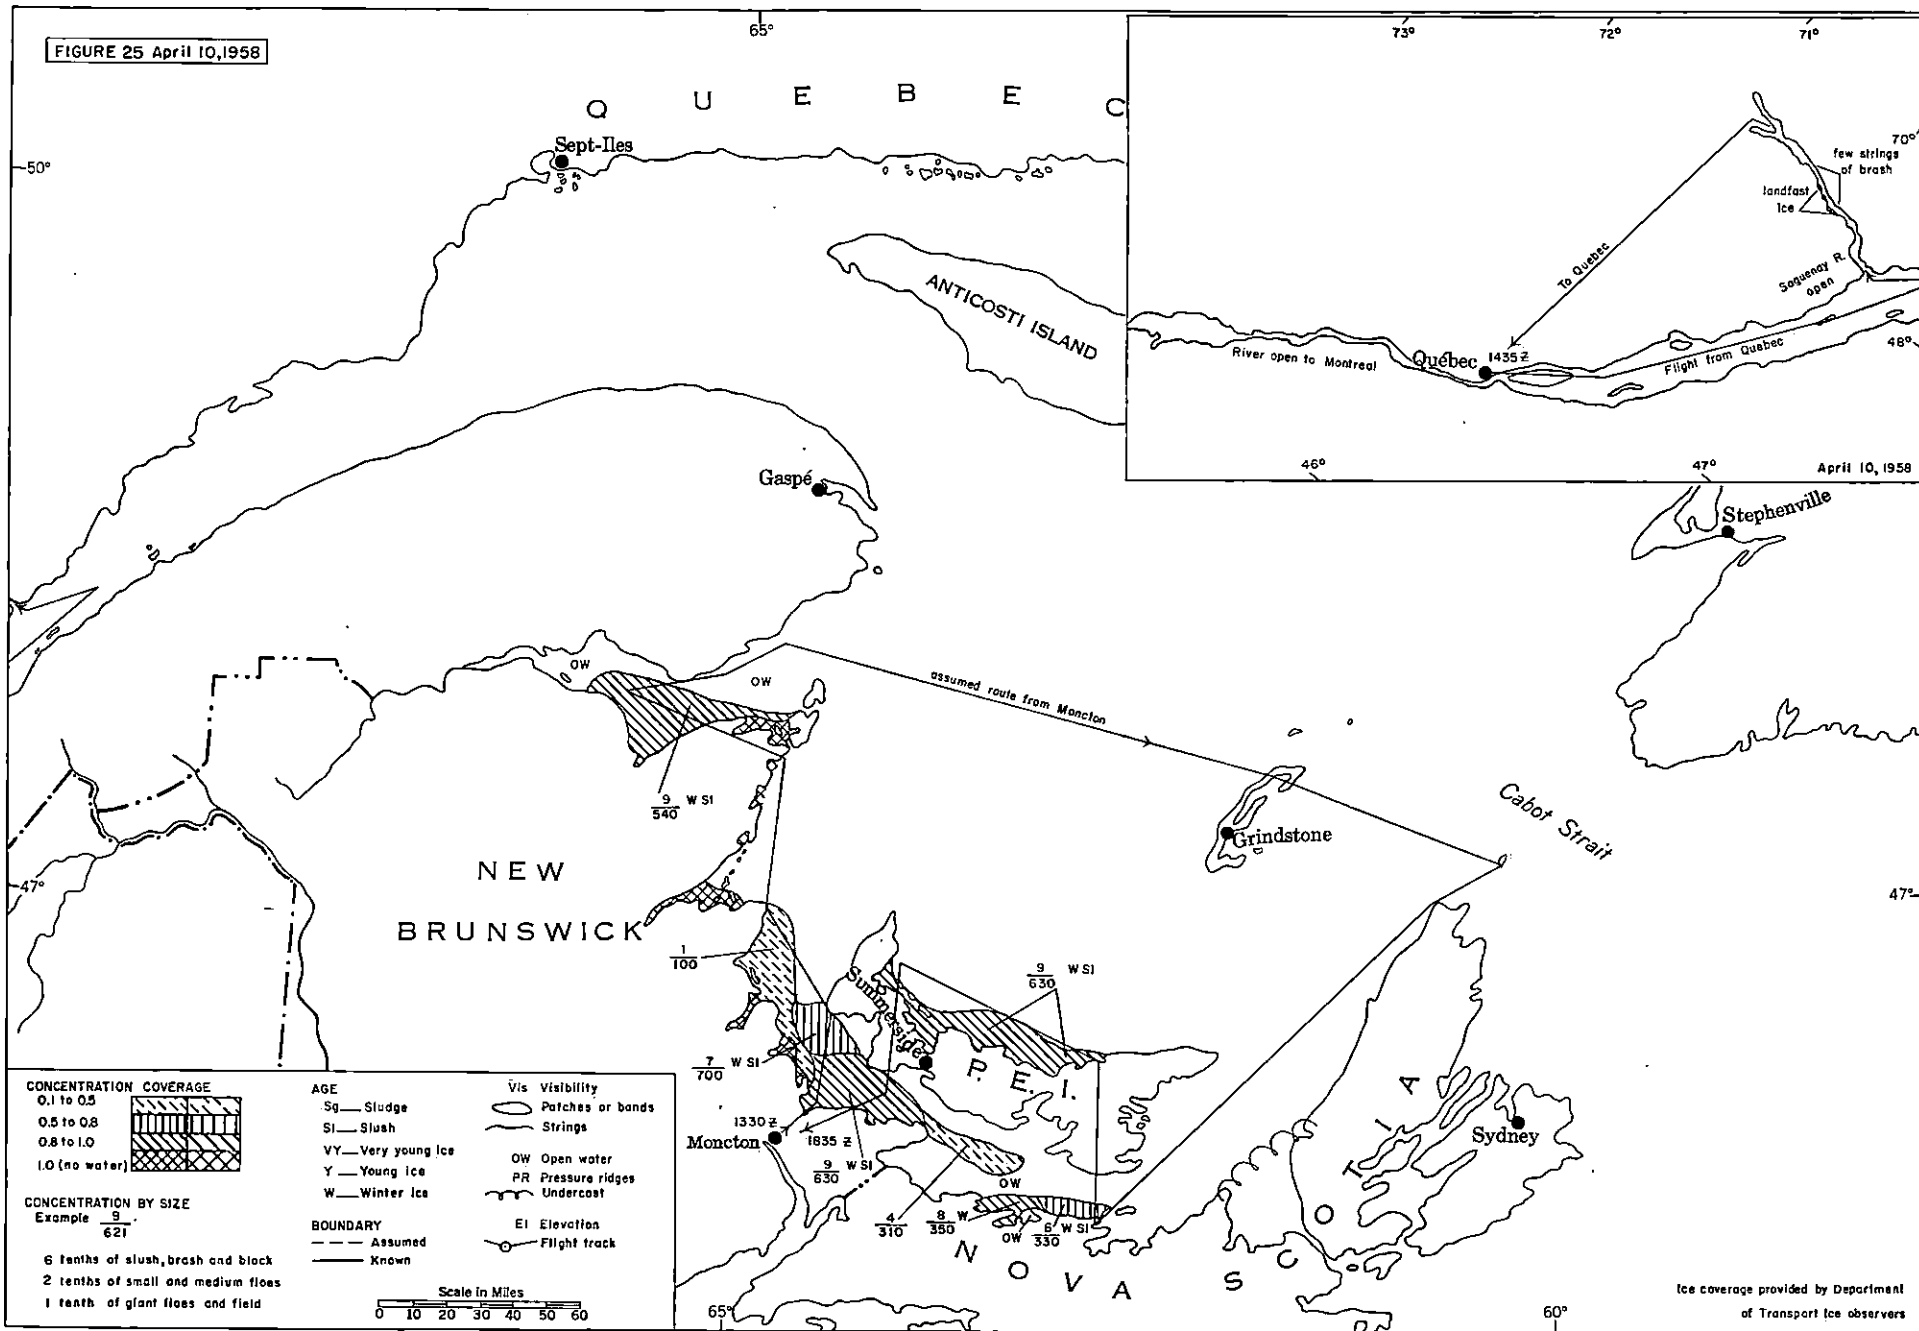 FIGURE 25 April 10, 1958
65°
QUEBEC
Sept-Iles
50°
ANTICOSTI ISLAND
Gaspé
73°
72°
71°
70°
few strings
of brash
landfast
Ice
To Quebec
Saguenay R.
open
River open to Montreal
Québec
1435 Z
Flight from Quebec
48°
46°
47°
April 10, 1958
Stephenville
OW
OW
assumed route from Moncton
9
540
W Sl
Cabot Strait
Grindstone
47°
47°
NEW
BRUNSWICK
1
100
Summerside
9
630
W Sl
7
700
W Sl
P.E.I.
1330 Z
Moncton
1835 Z
9
630
W Sl
4
310
OW
8
350
W
OW
6
330
W Sl
NOVA SCOTIA
Sydney
CONCENTRATION COVERAGE
0.1 to 0.5
0.5 to 0.8
0.8 to 1.0
1.0 (no water)
CONCENTRATION BY SIZE
Example 9
621
6 tenths of slush, brash and block
2 tenths of small and medium floes
1 tenth of giant floes and field
AGE
Sg Sludge
Sl Slush
VY Very young ice
Y Young ice
W Winter Ice
BOUNDARY
Assumed
Known
Vis Visibility
Patches or bands
Strings
OW Open water
PR Pressure ridges
Undercast
El Elevation
Flight track
Scale in Miles
0 10 20 30 40 50 60
65°
60°
Ice coverage provided by Department
of Transport Ice observers